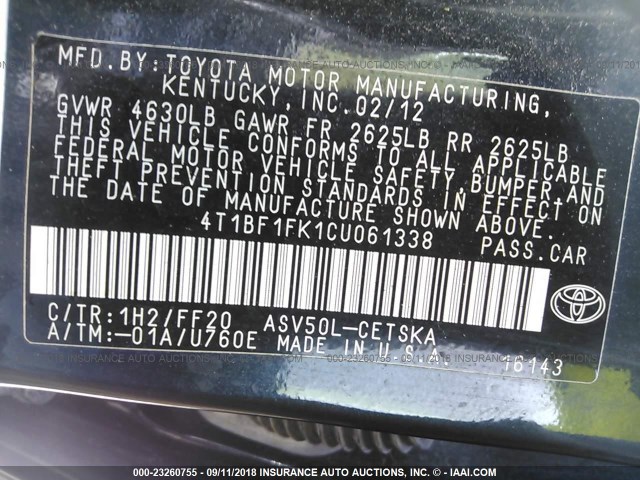 MFD.BY:TOYOTA MOTOR MANUFACTURING,
KENTUCKY, INC. 02/12
GVWR 4630LB GAWR FR 2625LB RR 2625LB
THIS VEHICLE CONFORMS TO ALL APPLICABLE
FEDERAL MOTOR VEHICLE SAFETY,BUMPER,AND
THEFT PREVENTION STANDARDS IN EFFECT ON
THE DATE OF MANUFACTURE SHOWN ABOVE.
4T1BF1FK1CU061338 PASS.CAR
C/TR:1H2/FF20 ASV50L-CETSKA
A/TM:-01A/U760E MADE IN U.S.A. 16143
TOYOTA
000-23260755 - 09/11/2018 - INSURANCE AUTO AUCTIONS, INC. - © IAAI.COM